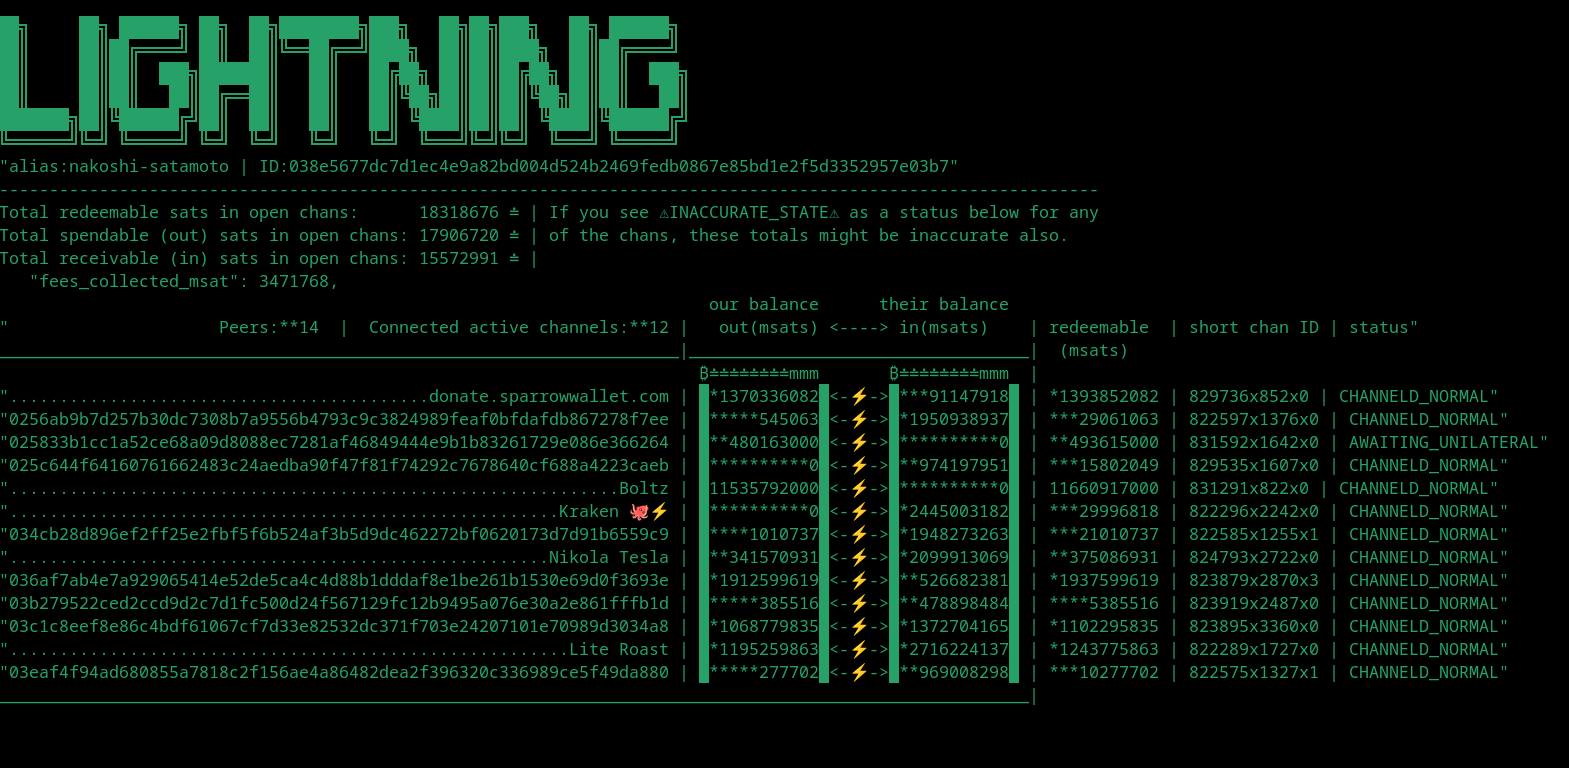 LIGHTNING
"alias:nakoshi-satamoto | ID:038e5677dc7d1ec4e9a82bd004d524b2469fedb0867e85bd1e2f5d3352957e03b7"
--------------------------------------------------------------------------------------------------------------
Total redeemable sats in open chans:      18318676 ≐ | If you see ⚠INACCURATE_STATE⚠ as a status below for any
Total spendable (out) sats in open chans: 17906720 ≐ | of the chans, these totals might be inaccurate also.
Total receivable (in) sats in open chans: 15572991 ≐ |
   "fees_collected_msat": 3471768,
our balance      their balance
"                     Peers:**14  |  Connected active channels:**12 |   out(msats) <----> in(msats)    | redeemable  | short chan ID | status"
____________________________________________________________________|__________________________________|  (msats)
₿≐≐≐≐≐≐≐≐mmm       ₿≐≐≐≐≐≐≐≐mmm  |
"..........................................donate.sparrowwallet.com | █*1370336082█<-⚡->█***91147918█ | *1393852082 | 829736x852x0 | CHANNELD_NORMAL"
"0256ab9b7d257b30dc7308b7a9556b4793c9c3824989feaf0bfdafdb867278f7ee | █*****545063█<-⚡->█*1950938937█ | ***29061063 | 822597x1376x0 | CHANNELD_NORMAL"
"025833b1cc1a52ce68a09d8088ec7281af46849444e9b1b83261729e086e366264 | █**480163000█<-⚡->█**********0█ | **493615000 | 831592x1642x0 | AWAITING_UNILATERAL"
"025c644f64160761662483c24aedba90f47f81f74292c7678640cf688a4223caeb | █**********0█<-⚡->█**974197951█ | ***15802049 | 829535x1607x0 | CHANNELD_NORMAL"
".............................................................Boltz | █11535792000█<-⚡->█**********0█ | 11660917000 | 831291x822x0 | CHANNELD_NORMAL"
".......................................................Kraken 🐙⚡ | █**********0█<-⚡->█*2445003182█ | ***29996818 | 822296x2242x0 | CHANNELD_NORMAL"
"034cb28d896ef2ff25e2fbf5f6b524af3b5d9dc462272bf0620173d7d91b6559c9 | █****1010737█<-⚡->█*1948273263█ | ***21010737 | 822585x1255x1 | CHANNELD_NORMAL"
"......................................................Nikola Tesla | █**341570931█<-⚡->█*2099913069█ | **375086931 | 824793x2722x0 | CHANNELD_NORMAL"
"036af7ab4e7a929065414e52de5ca4c4d88b1dddaf8e1be261b1530e69d0f3693e | █*1912599619█<-⚡->█**526682381█ | *1937599619 | 823879x2870x3 | CHANNELD_NORMAL"
"03b279522ced2ccd9d2c7d1fc500d24f567129fc12b9495a076e30a2e861fffb1d | █*****385516█<-⚡->█**478898484█ | ****5385516 | 823919x2487x0 | CHANNELD_NORMAL"
"03c1c8eef8e86c4bdf61067cf7d33e82532dc371f703e24207101e70989d3034a8 | █*1068779835█<-⚡->█*1372704165█ | *1102295835 | 823895x3360x0 | CHANNELD_NORMAL"
"........................................................Lite Roast | █*1195259863█<-⚡->█*2716224137█ | *1243775863 | 822289x1727x0 | CHANNELD_NORMAL"
"03eaf4f94ad680855a7818c2f156ae4a86482dea2f396320c336989ce5f49da880 | █*****277702█<-⚡->█**969008298█ | ***10277702 | 822575x1327x1 | CHANNELD_NORMAL"
_______________________________________________________________________________________________________|